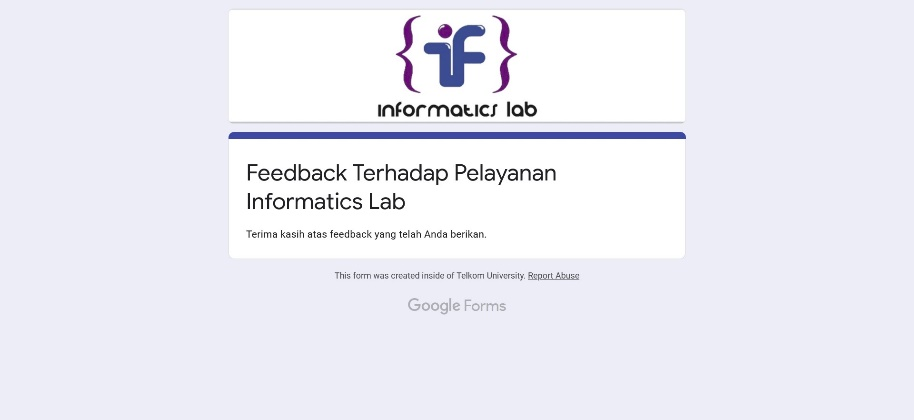 if
informatics lab
Feedback Terhadap Pelayanan
Informatics Lab
Terima kasih atas feedback yang telah Anda berikan.
This form was created inside of Telkom University. Report Abuse
Google Forms